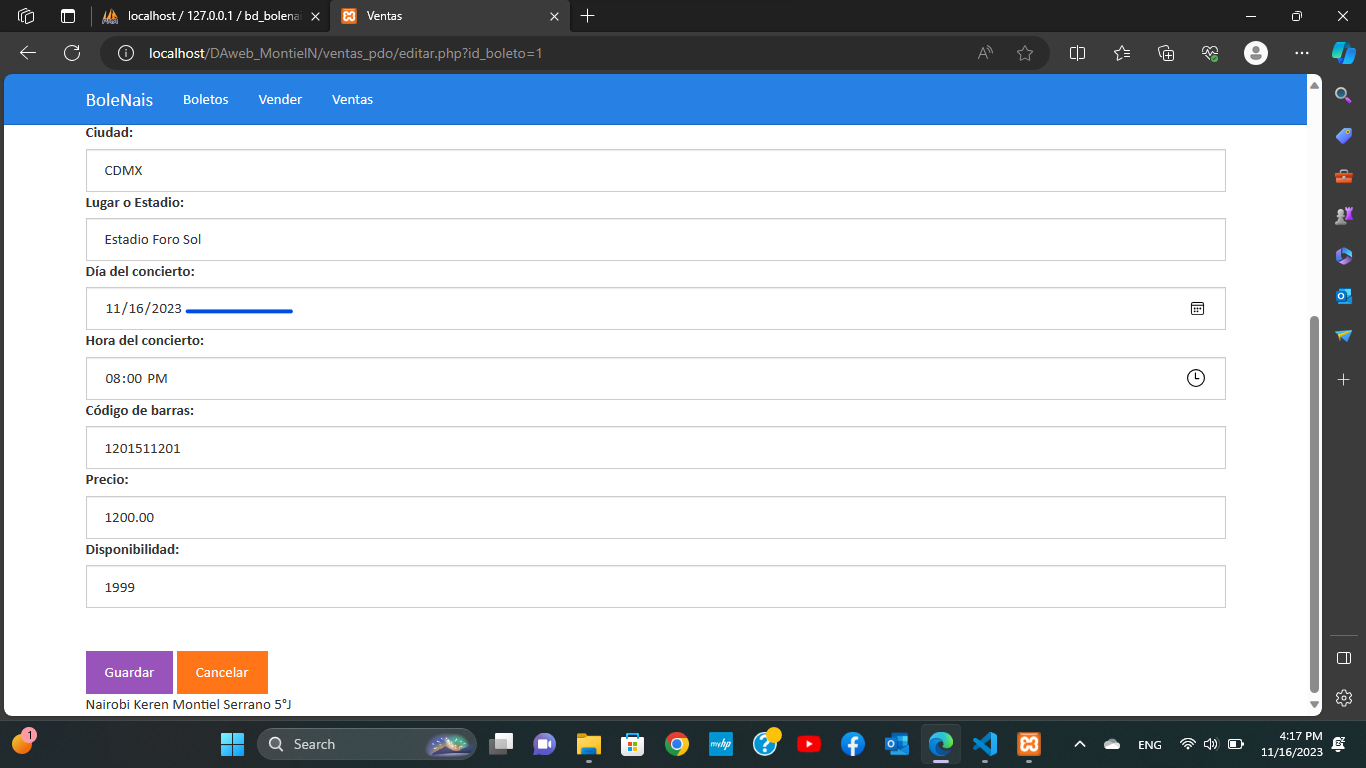 localhost / 127.0.0.1 / bd_bolenai
Ventas
localhost/DAweb_MontielN/ventas_pdo/editar.php?id_boleto=1
BoleNais Boletos Vender Ventas
Ciudad:
CDMX
Lugar o Estadio:
Estadio Foro Sol
Día del concierto:
11/16/2023
Hora del concierto:
08:00 PM
Código de barras:
1201511201
Precio:
1200.00
Disponibilidad:
1999
Guardar Cancelar
Nairobi Keren Montiel Serrano 5°J
1
Search
myhp
ENG
4:17 PM
11/16/2023